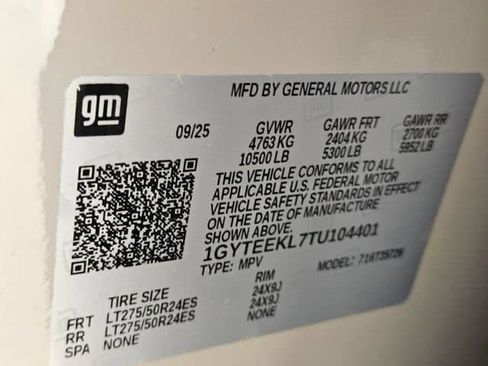 gm
MFD BY GENERAL MOTORS LLC
09/25 GVWR GAWR FRT GAWR RR
4763 KG 2404 KG 2700 KG
10500 LB 5300 LB 5952 LB
THIS VEHICLE CONFORMS TO ALL
APPLICABLE U.S. FEDERAL MOTOR
VEHICLE SAFETY STANDARDS IN EFFECT
ON THE DATE OF MANUFACTURE
SHOWN ABOVE.
1GYTEEKL7TU104401
TYPE: MPV MODEL: 716T35726
TIRE SIZE RIM
FRT LT275/50R24ES 24X9J
RR LT275/50R24ES 24X9J
SPA NONE NONE